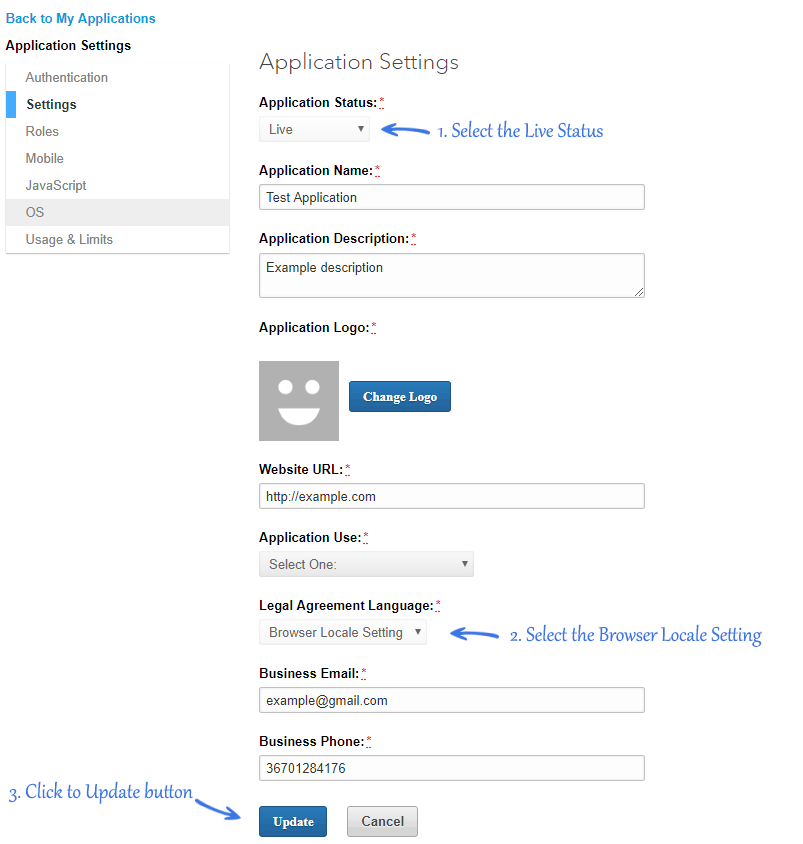 Back to My Applications
Application Settings
Authentication
Settings
Roles
Mobile
JavaScript
OS
Usage & Limits
Application Settings
Application Status:*
Live
1. Select the Live Status
Application Name:*
Test Application
Application Description:*
Example description
Application Logo:*
Change Logo
Website URL:*
http://example.com
Application Use:*
Select One:
Legal Agreement Language:*
Browser Locale Setting
2. Select the Browser Locale Setting
Business Email:*
example@gmail.com
Business Phone:*
36701284176
3. Click to Update button
Update
Cancel